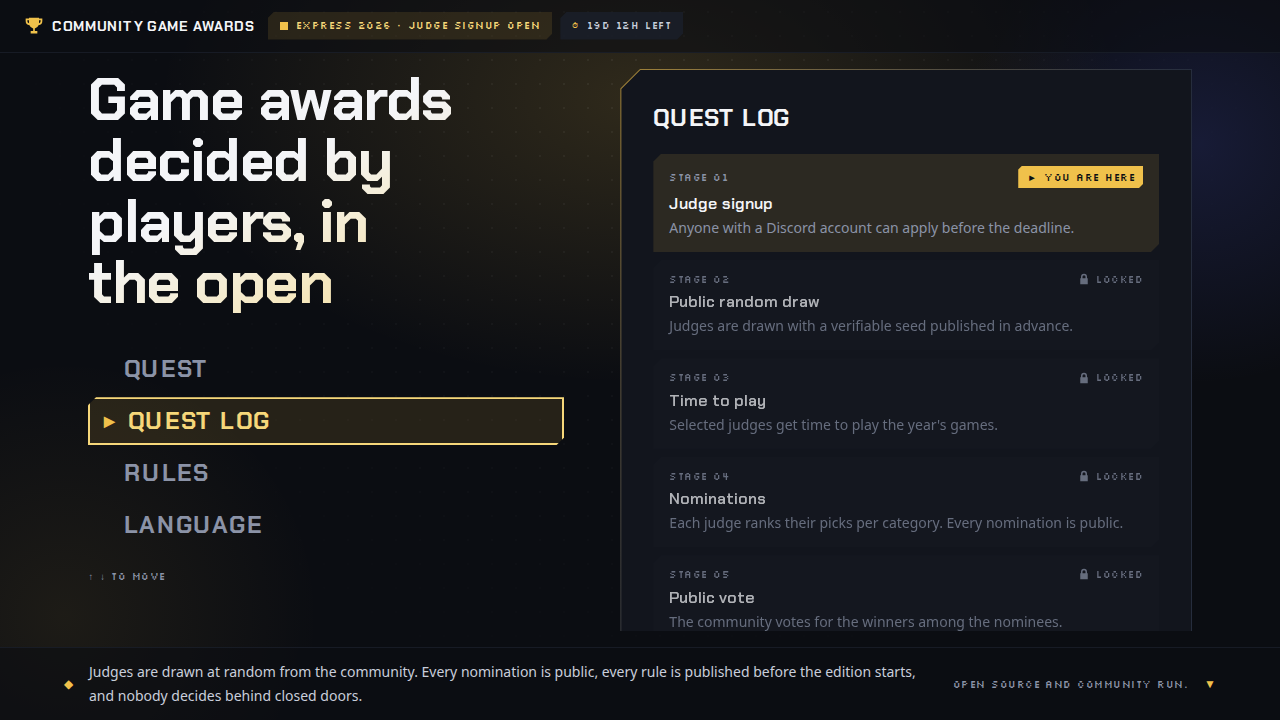 COMMUNITY GAME AWARDS
EXPRESS 2026 · JUDGE SIGNUP OPEN
19D 12H LEFT
Game awards
decided by
players, in
the open
QUEST
► QUEST LOG
RULES
LANGUAGE
↑ ↓ TO MOVE
QUEST LOG
STAGE 01
► YOU ARE HERE
Judge signup
Anyone with a Discord account can apply before the deadline.
STAGE 02
LOCKED
Public random draw
Judges are drawn with a verifiable seed published in advance.
STAGE 03
LOCKED
Time to play
Selected judges get time to play the year's games.
STAGE 04
LOCKED
Nominations
Each judge ranks their picks per category. Every nomination is public.
STAGE 05
LOCKED
Public vote
The community votes for the winners among the nominees.
Judges are drawn at random from the community. Every nomination is public, every rule is published before the edition starts,
and nobody decides behind closed doors.
OPEN SOURCE AND COMMUNITY RUN.